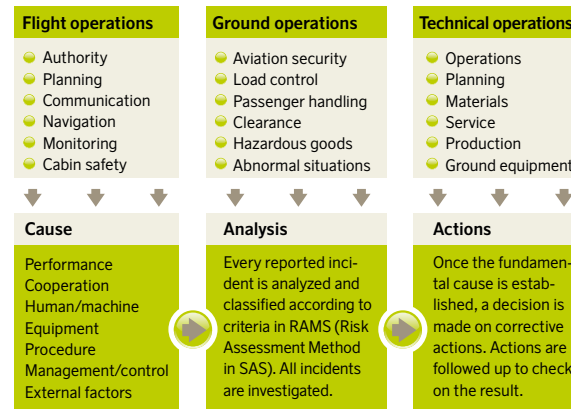 Flight operations
Authority
Planning
Communication
Navigation
Monitoring
Cabin safety
Ground operations
Aviation security
Load control
Passenger handling
Clearance
Hazardous goods
Abnormal situations
Technical operations
Operations
Planning
Materials
Service
Production
Ground equipment
Cause
Performance
Cooperation
Human/machine
Equipment
Procedure
Management/control
External factors
Analysis
Every reported inci-
dent is analyzed and
classified according to
criteria in RAMS (Risk
Assessment Method
in SAS). All incidents
are investigated.
Actions
Once the fundamen-
tal cause is estab-
lished, a decision is
made on corrective
actions. Actions are
followed up to check
on the result.